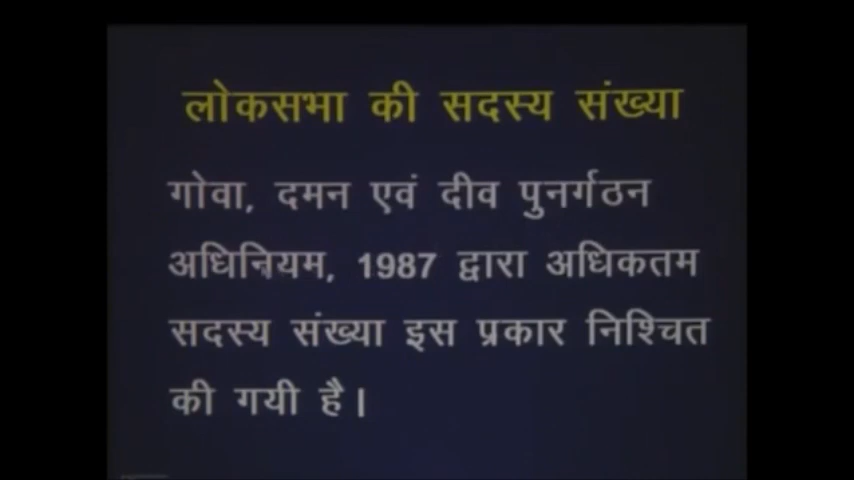 लोकसभा की सदस्य संख्या
गोवा, दमन एवं दीव पुनर्गठन
अधिनियम, 1987 द्वारा अधिकतम
सदस्य संख्या इस प्रकार निश्चित
की गयी है।